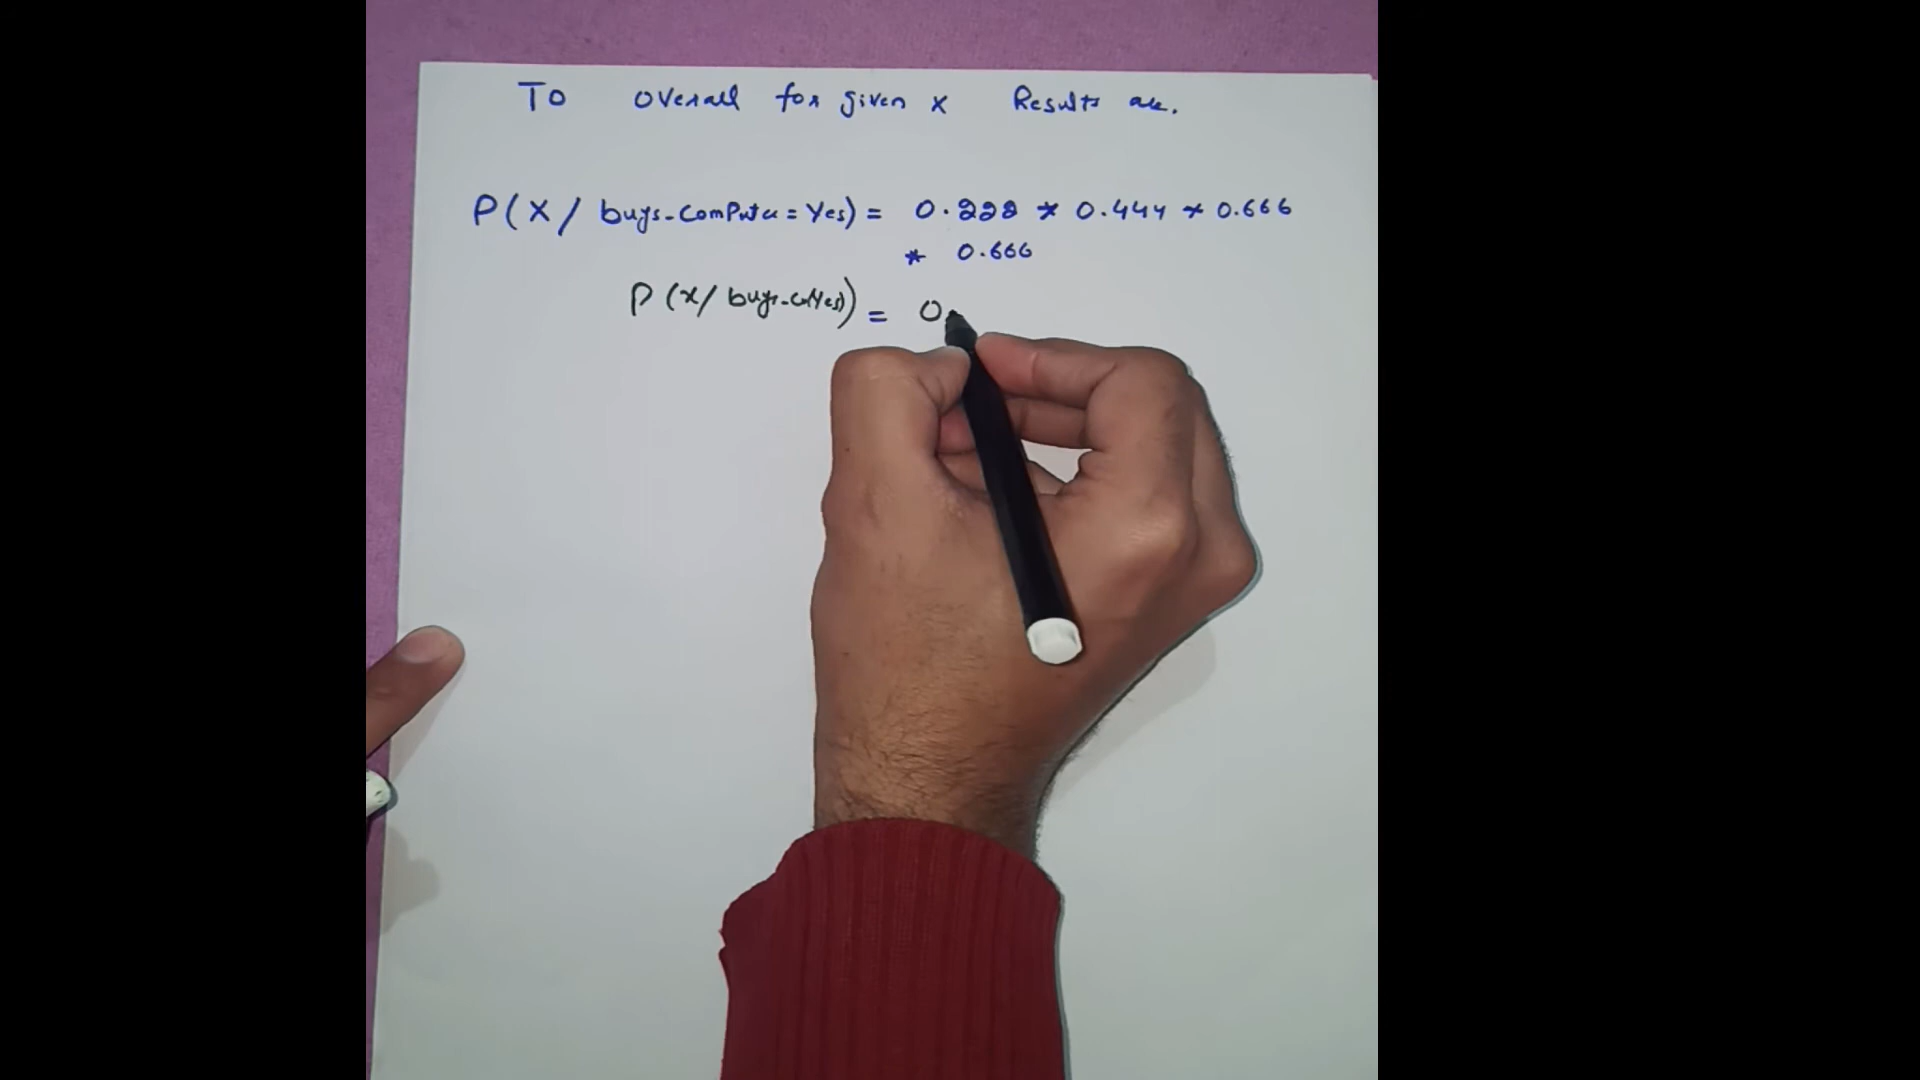 To overall for given x Results are.
P(X/ buys-computer=Yes) = 0.222 * 0.444 * 0.666
* 0.666
P(x/ buys-c(Yes)) = 0.